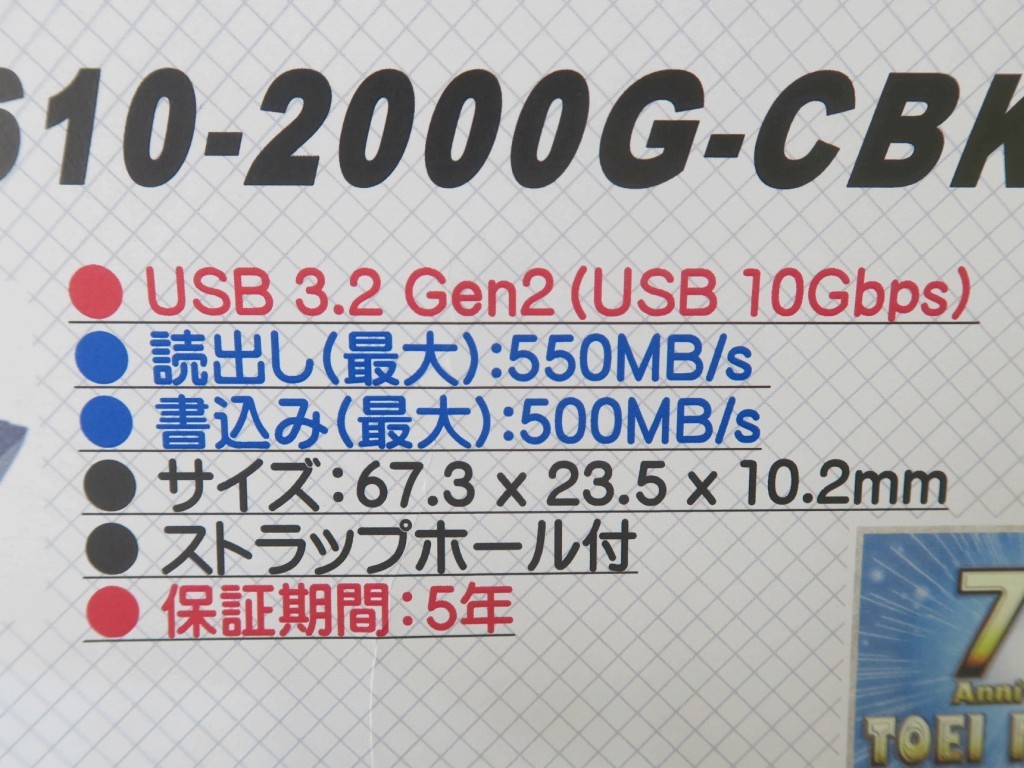 610-2000G-CBK
● USB 3.2 Gen2 (USB 10Gbps)
● 読出し(最大):550MB/s
● 書込み(最大):500MB/s
● サイズ:67.3 x 23.5 x 10.2mm
● ストラップホール付
● 保証期間:5年
7
TOEI